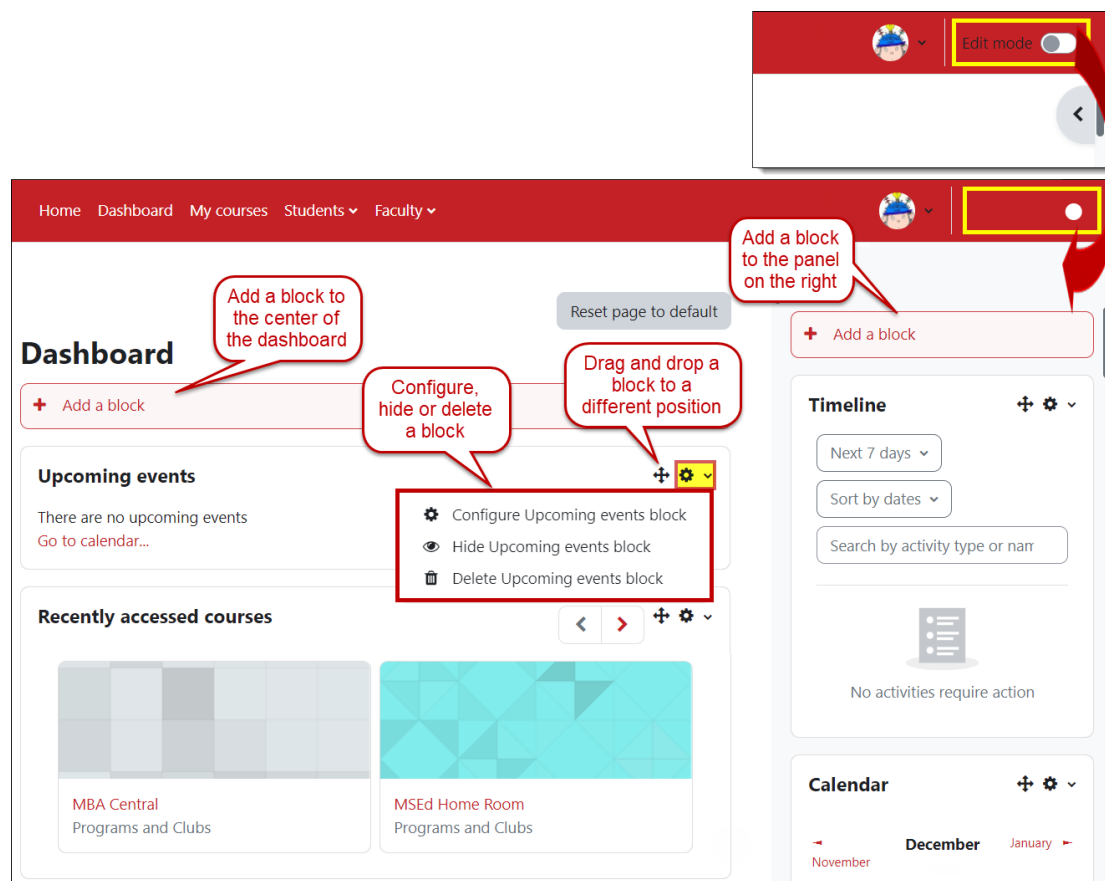 Edit mode
Home Dashboard My courses Students Faculty
Add a block
to the panel
on the right
Add a block to
the center of
the dashboard
Reset page to default
Dashboard
+ Add a block
+ Add a block
Configure,
hide or delete
a block
Drag and drop a
block to a
different position
Upcoming events
There are no upcoming events
Go to calendar...
Configure Upcoming events block
Hide Upcoming events block
Delete Upcoming events block
Recently accessed courses
MBA Central
Programs and Clubs
MSEd Home Room
Programs and Clubs
Timeline
Next 7 days
Sort by dates
Search by activity type or nam
No activities require action
Calendar
◄ November
December
January ►